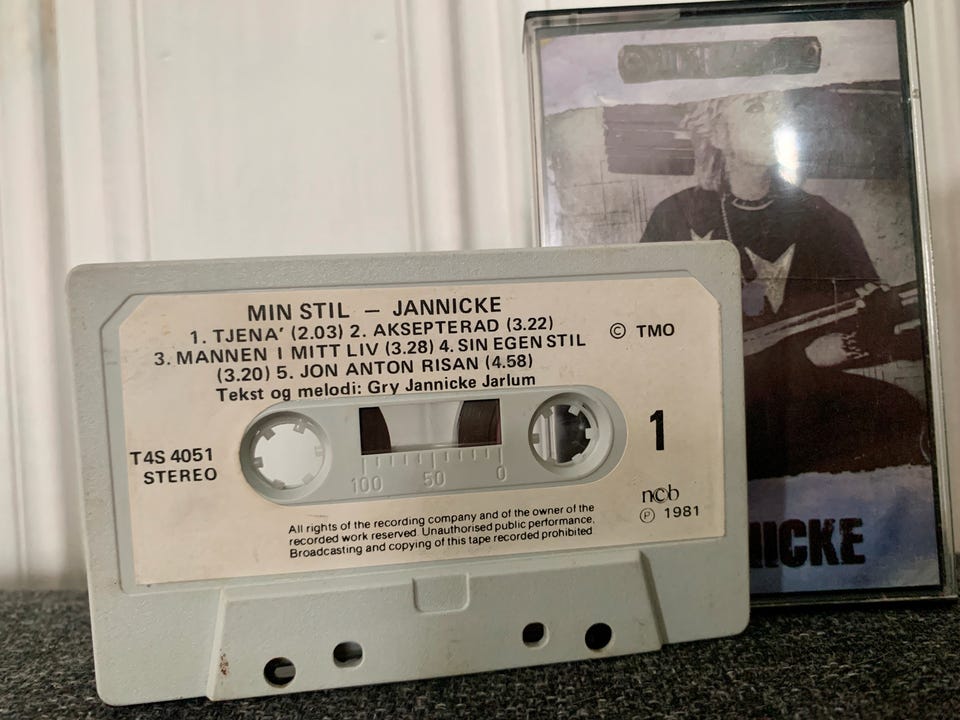 MIN STIL — JANNICKE
1. TJENA' (2.03) 2. AKSEPTERAD (3.22)
3. MANNEN I MITT LIV (3.28) 4. SIN EGEN STIL
(3.20) 5. JON ANTON RISAN (4.58)
Tekst og melodi: Gry Jannicke Jarlum
© TMO
T4S 4051
STEREO
1
100 50 0
All rights of the recording company and of the owner of the
recorded work reserved. Unauthorised public performance,
Broadcasting and copying of this tape recorded prohibited
ncb
℗ 1981
NICKE